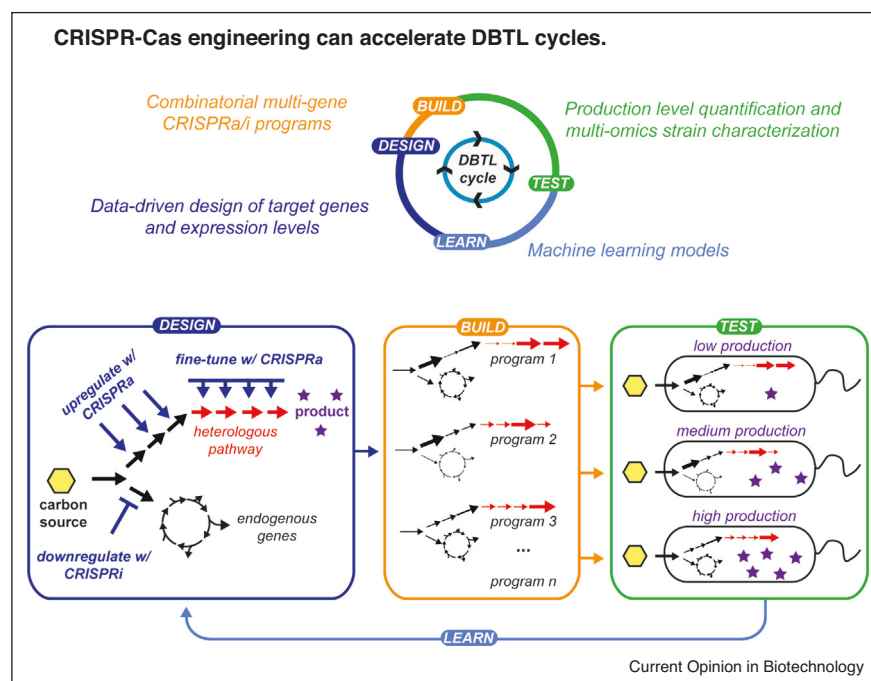 CRISPR-Cas engineering can accelerate DBTL cycles.
Combinatorial multi-gene
CRISPRa/i programs
BUILD
Production level quantification and
multi-omics strain characterization
DESIGN
DBTL
cycle
TEST
Data-driven design of target genes
and expression levels
LEARN
Machine learning models
DESIGN
upregulate w/
CRISPRa
fine-tune w/ CRISPRa
product
heterologous
pathway
carbon
source
endogenous
genes
downregulate w/
CRISPRi
BUILD
program 1
program 2
program 3
...
program n
TEST
low production
medium production
high production
LEARN
Current Opinion in Biotechnology